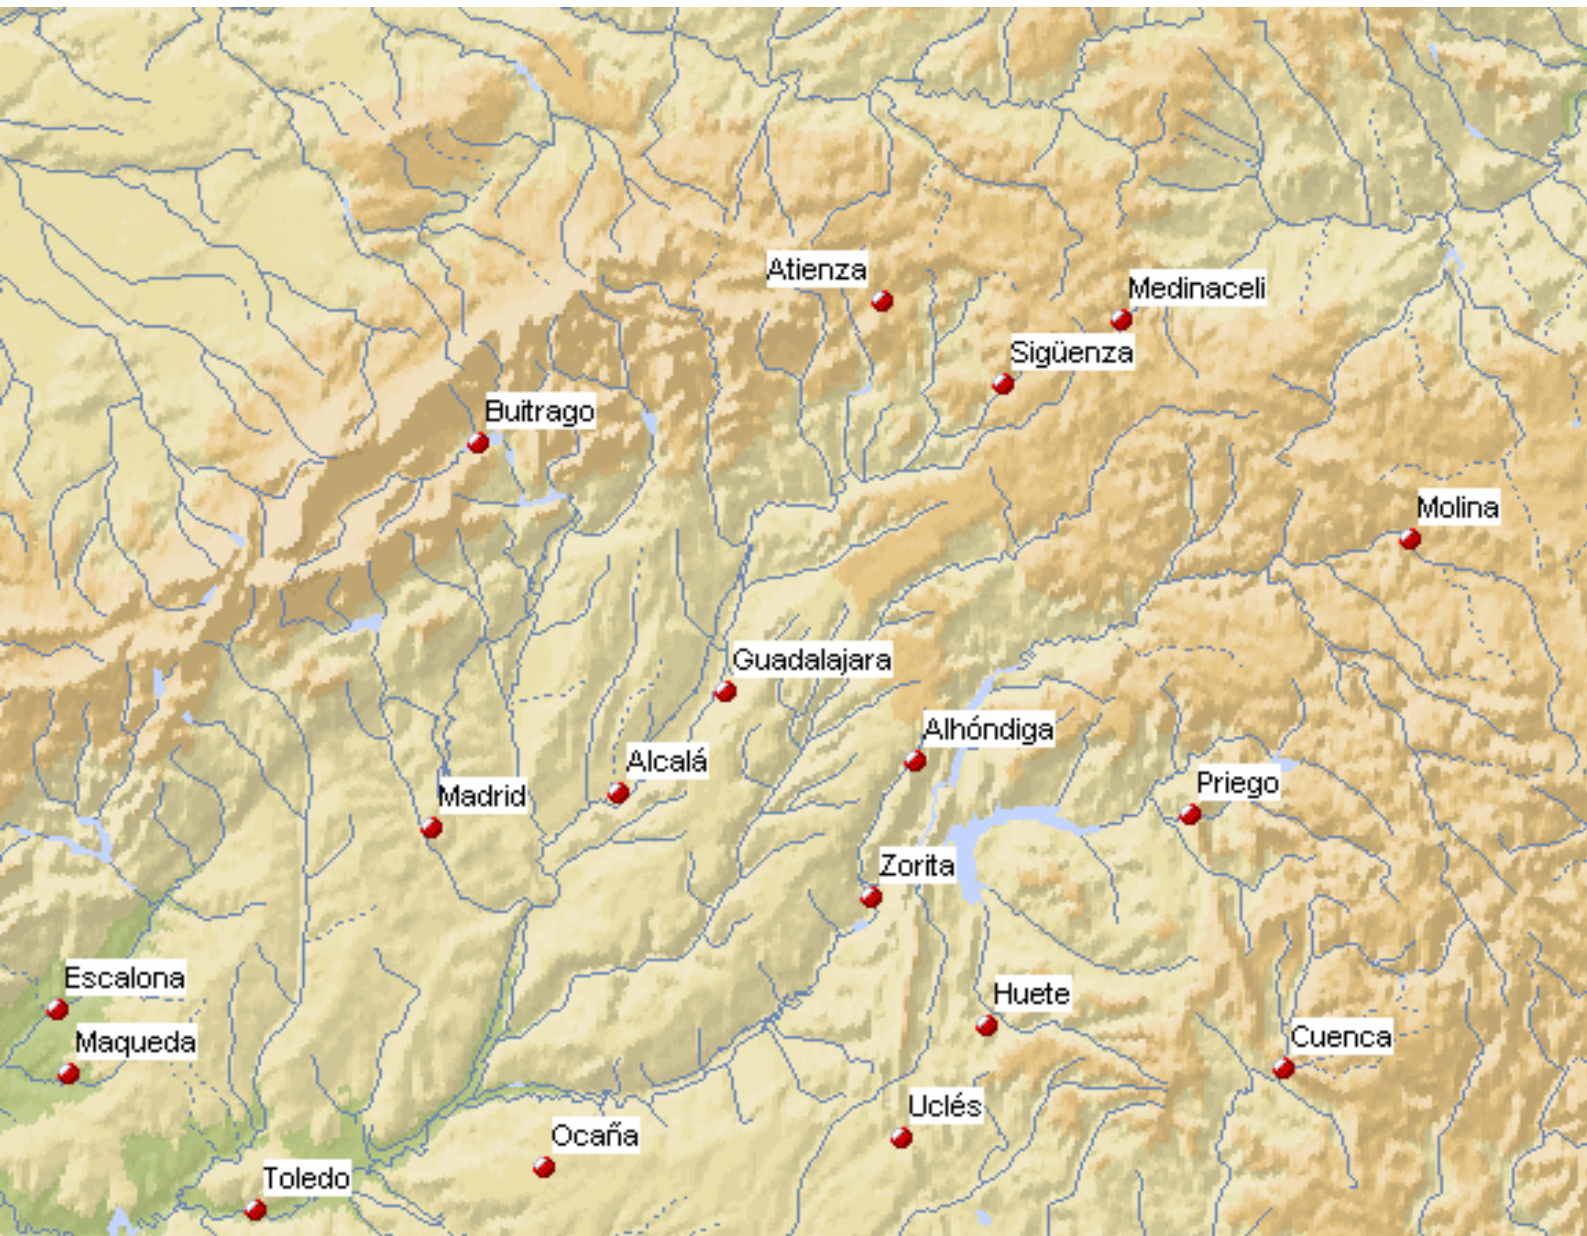 Atienza
Medinaceli
Sigüenza
Buitrago
Molina
Guadalajara
Alhóndiga
Alcalá
Priego
Madrid
Zorita
Escalona
Huete
Cuenca
Maqueda
Uclés
Ocaña
Toledo